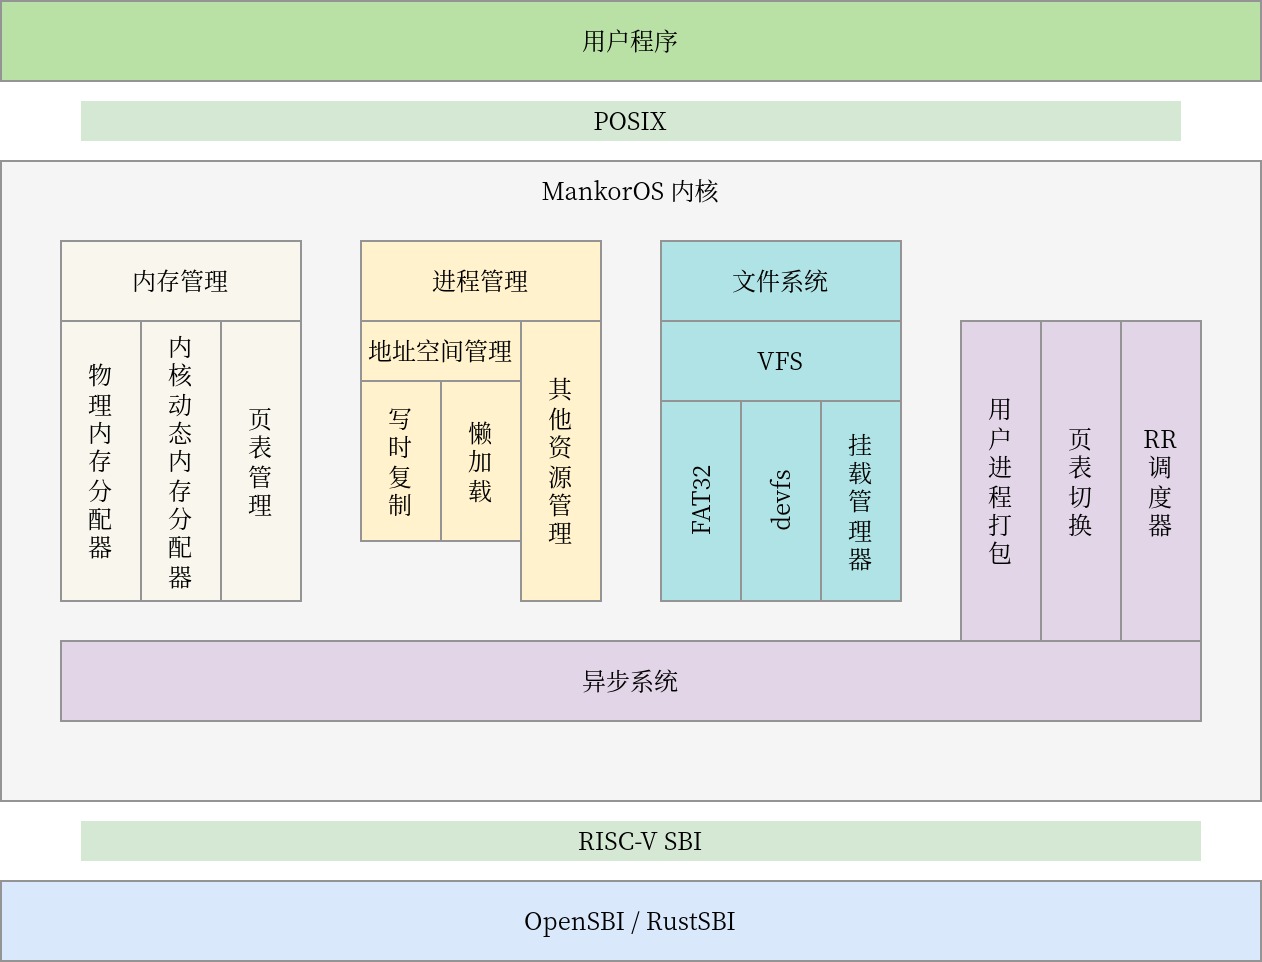 用户程序
POSIX
MankorOS 内核
内存管理
物理内存分配器
内核动态内存分配器
页表管理
进程管理
地址空间管理
写时复制
懒加载
其他资源管理
文件系统
VFS
FAT32
devfs
挂载管理器
用户进程打包
页表切换
RR调度器
异步系统
RISC-V SBI
OpenSBI / RustSBI